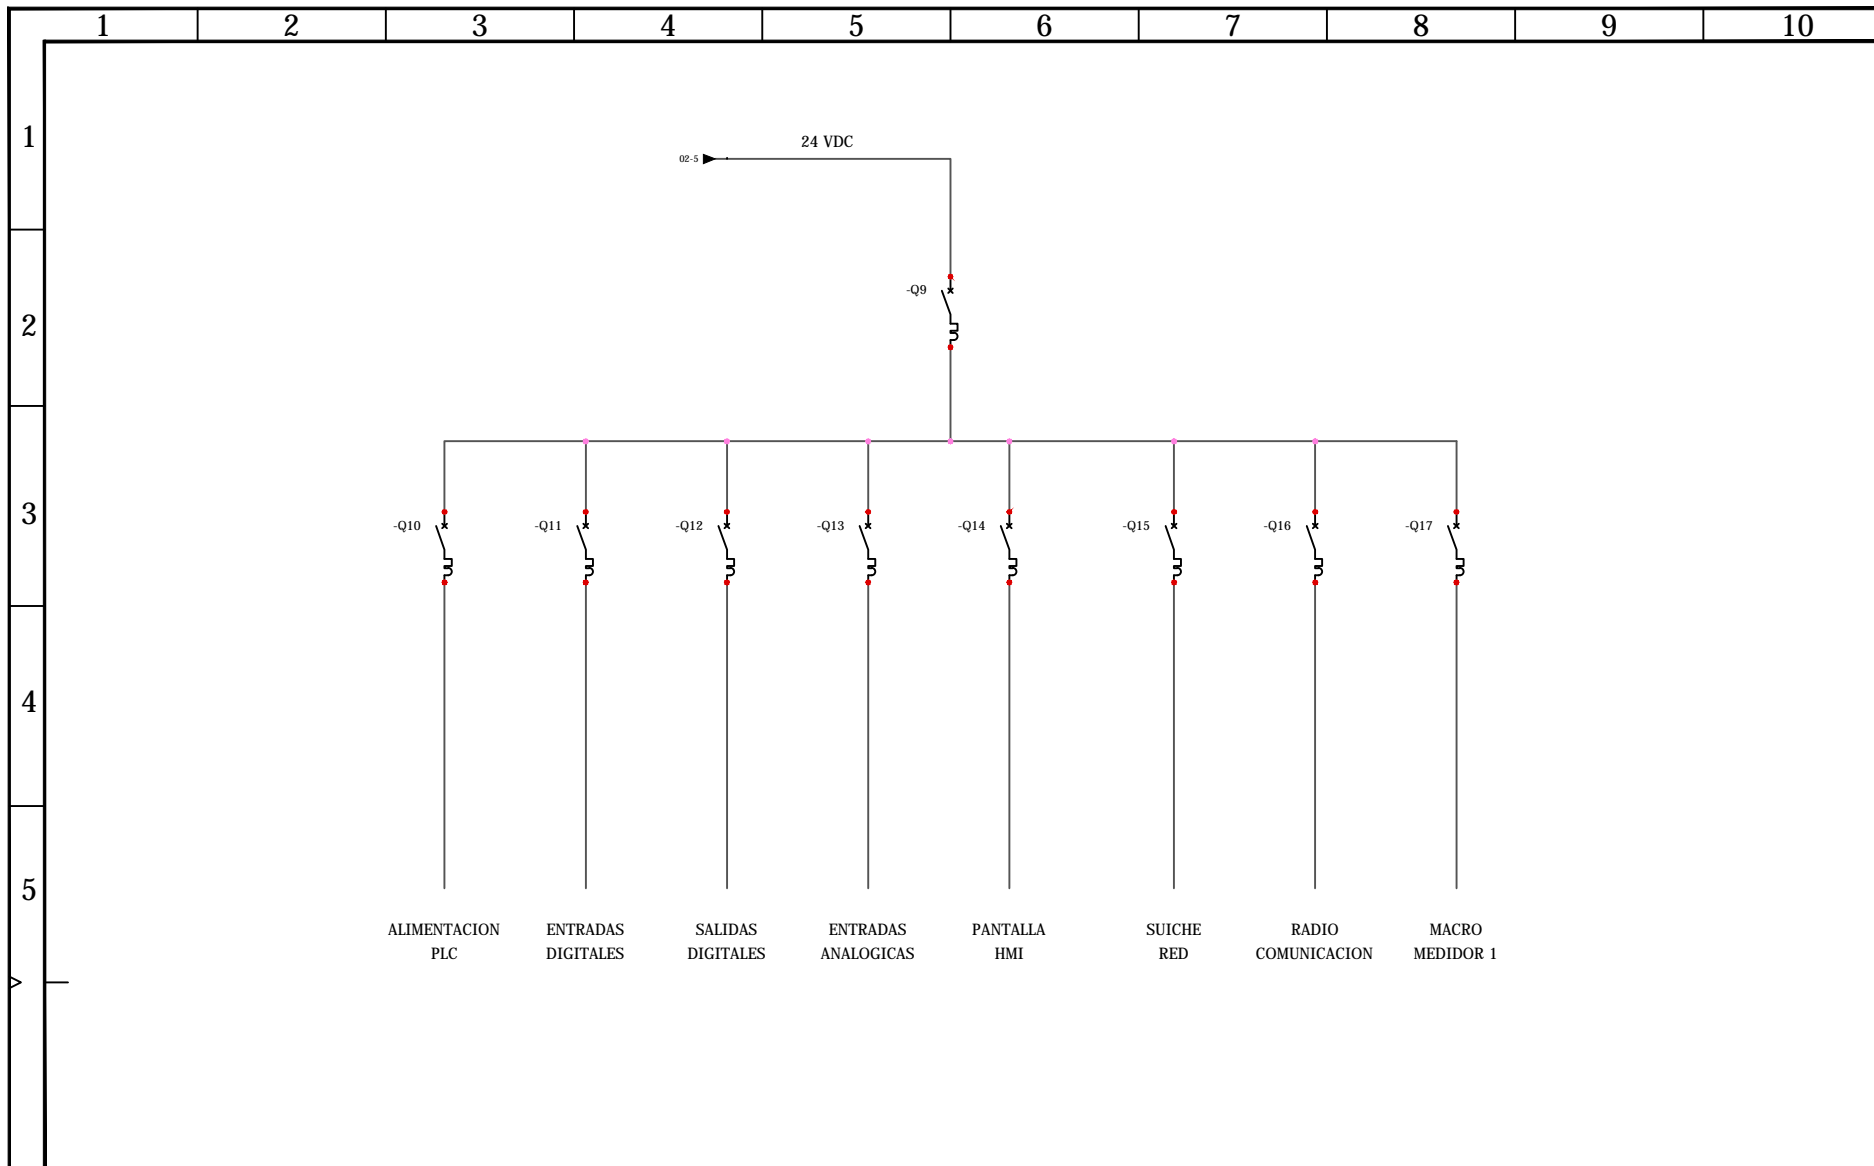 1 2 3 4 5 6 7 8 9 10
1
24 VDC
02-5
2
-Q9
3
-Q10 -Q11 -Q12 -Q13 -Q14 -Q15 -Q16 -Q17
4
5
ALIMENTACION
PLC
ENTRADAS
DIGITALES
SALIDAS
DIGITALES
ENTRADAS
ANALOGICAS
PANTALLA
HMI
SUICHE
RED
RADIO
COMUNICACION
MACRO
MEDIDOR 1